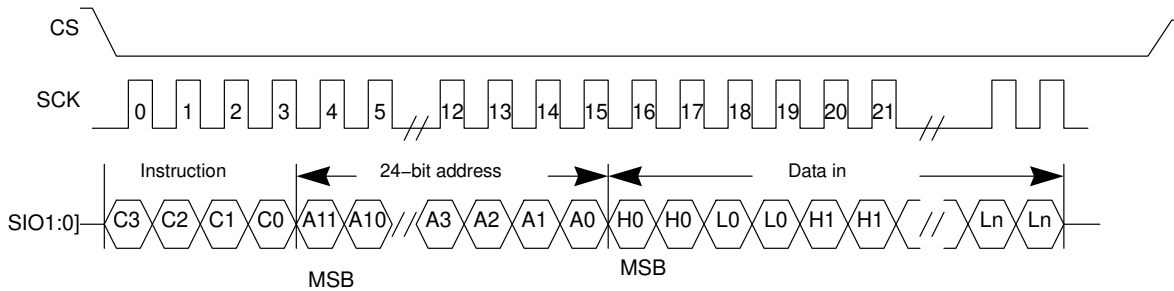 CS
SCK
0 1 2 3 4 5 12 13 14 15 16 17 18 19 20 21
Instruction 24−bit address Data in
SIO1:0] C3 C2 C1 C0 A11 A10 A3 A2 A1 A0 H0 H0 L0 L0 H1 H1 Ln Ln
MSB MSB